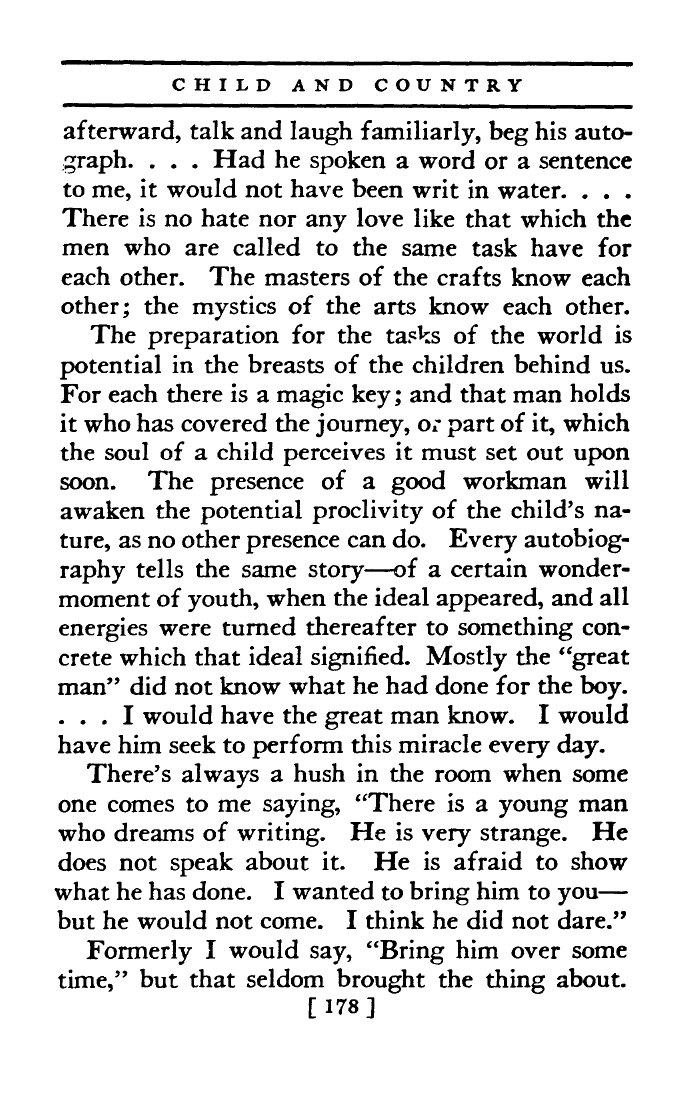 CHILD AND COUNTRY
afterward, talk and laugh familiarly, beg his auto-
graph. . . . Had he spoken a word or a sentence
to me, it would not have been writ in water. . . .
There is no hate nor any love like that which the
men who are called to the same task have for
each other. The masters of the crafts know each
other; the mystics of the arts know each other.
The preparation for the tasks of the world is
potential in the breasts of the children behind us.
For each there is a magic key; and that man holds
it who has covered the journey, or part of it, which
the soul of a child perceives it must set out upon
soon. The presence of a good workman will
awaken the potential proclivity of the child's na-
ture, as no other presence can do. Every autobiog-
raphy tells the same story—of a certain wonder-
moment of youth, when the ideal appeared, and all
energies were turned thereafter to something con-
crete which that ideal signified. Mostly the "great
man" did not know what he had done for the boy.
. . . I would have the great man know. I would
have him seek to perform this miracle every day.
There's always a hush in the room when some
one comes to me saying, "There is a young man
who dreams of writing. He is very strange. He
does not speak about it. He is afraid to show
what he has done. I wanted to bring him to you—
but he would not come. I think he did not dare."
Formerly I would say, "Bring him over some
time," but that seldom brought the thing about.
[ 178 ]